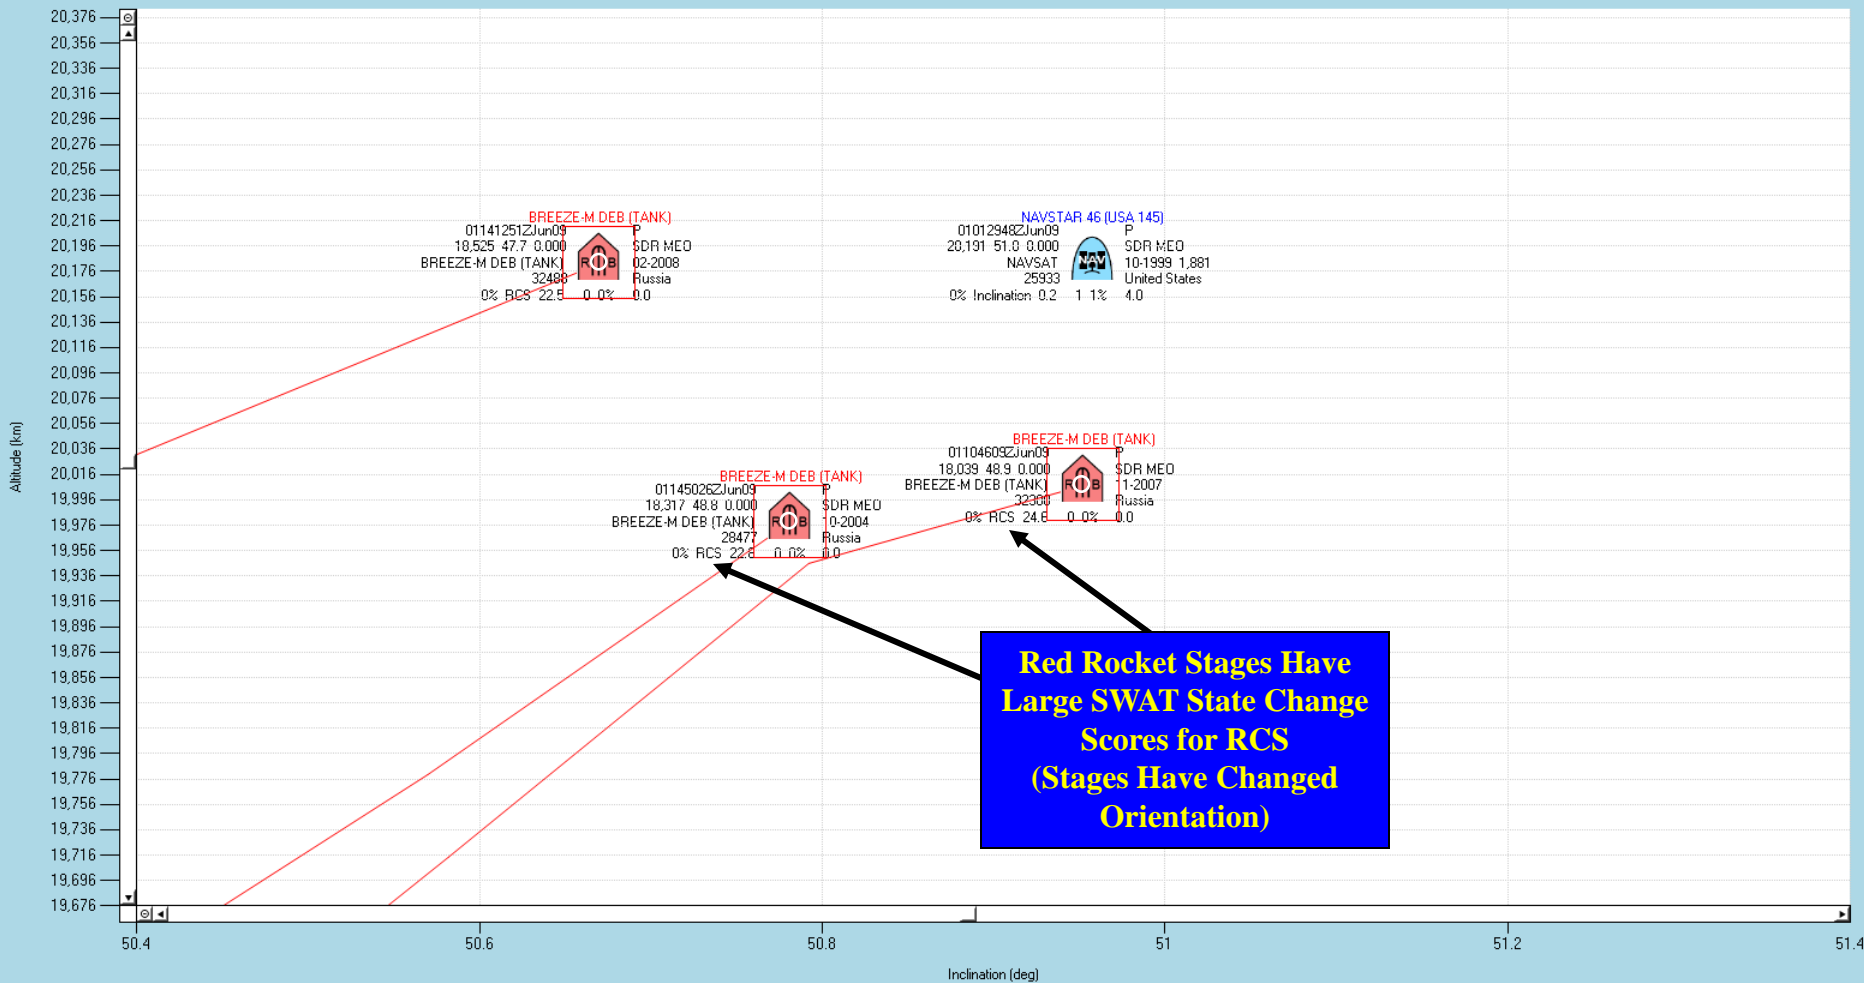 20,376
20,356
20,336
20,316
20,296
20,276
20,256
20,236
20,216
20,196
20,176
20,156
20,136
20,116
20,096
20,076
20,056
20,036
20,016
19,996
19,976
19,956
19,936
19,916
19,896
19,876
19,856
19,836
19,816
19,796
19,776
19,756
19,736
19,716
19,696
19,676
Altitude (km)
BREEZE-M DEB (TANK)
01141251ZJun09 P
18,525 47.7 0.000 SDR MEO
BREEZE-M DEB (TANK) R B 02-2008
32488 Russia
0% RCS 22.5 0 0% 0.0
NAVSTAR 46 (USA 145)
01012948ZJun09 P
20,191 51.0 0.000 SDR MEO
NAVSAT NAV 10-1999 1,881
25933 United States
0% Inclination 0.2 1 1% 4.0
BREEZE-M DEB (TANK)
01104609ZJun09 P
18,039 48.9 0.000 SDR MEO
BREEZE-M DEB (TANK) R B 11-2007
Russia
0% RCS 24.6 0 0% 0.0
BREEZE-M DEB (TANK)
01145026ZJun09 P
18,317 48.8 0.000 SDR MEO
BREEZE-M DEB (TANK) R B 10-2004
28477 Russia
0% RCS 22.8 0 0% 0.0
Red Rocket Stages Have
Large SWAT State Change
Scores for RCS
(Stages Have Changed
Orientation)
50.4 50.6 50.8 51 51.2 51.4
Inclination (deg)